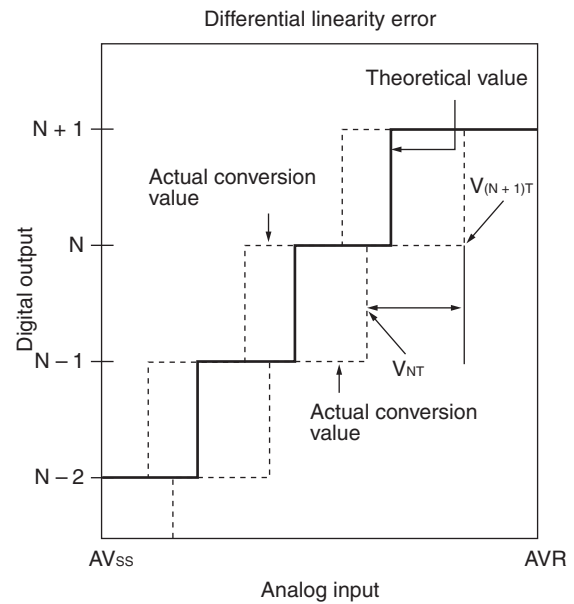 Differential linearity error
Theoretical value
N + 1
Actual conversion
value
V(N + 1)T
N
Digital output
N – 1
VNT
Actual conversion
value
N – 2
AVSS
AVR
Analog input